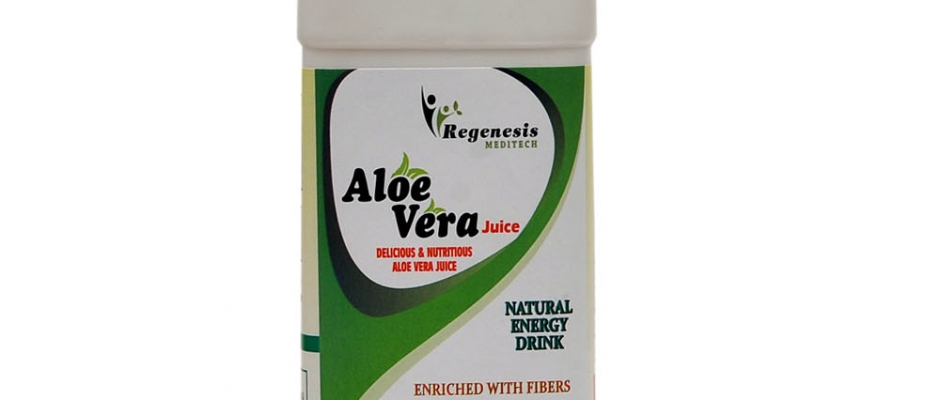 Regenesis
MEDITECH
Aloe
Vera Juice
DELICIOUS & NUTRITIOUS
ALOE VERA JUICE
NATURAL
ENERGY
DRINK
ENRICHED WITH FIBERS